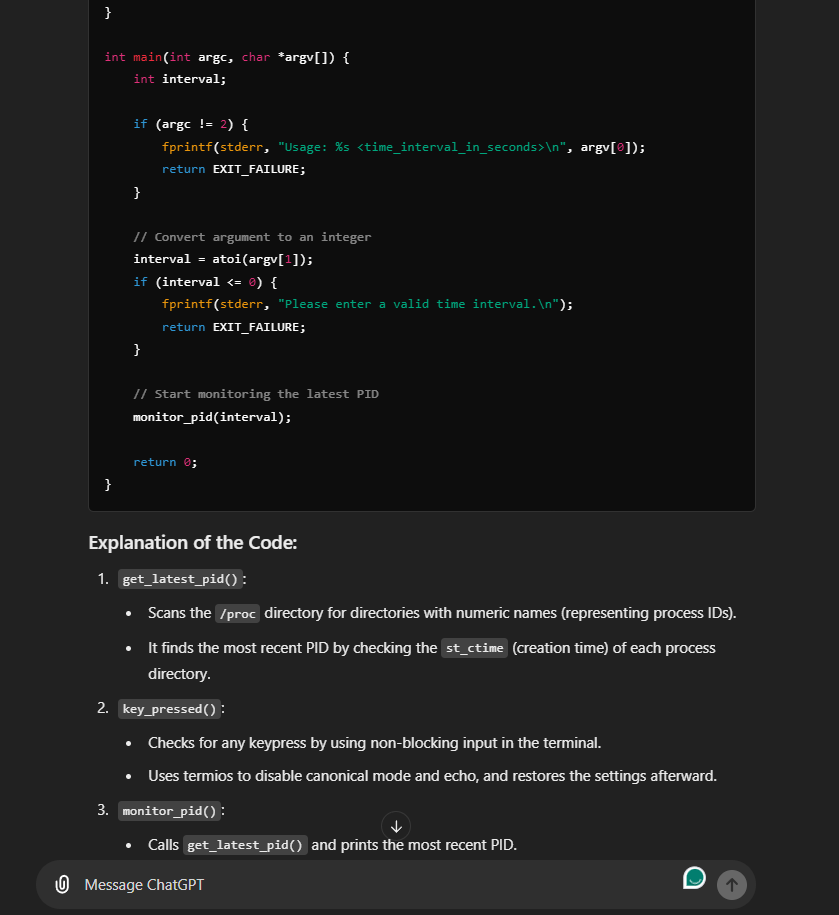 }
int main(int argc, char *argv[]) {
    int interval;
    if (argc != 2) {
        fprintf(stderr, "Usage: %s <time_interval_in_seconds>\n", argv[0]);
        return EXIT_FAILURE;
    }
    // Convert argument to an integer
    interval = atoi(argv[1]);
    if (interval <= 0) {
        fprintf(stderr, "Please enter a valid time interval.\n");
        return EXIT_FAILURE;
    }
    // Start monitoring the latest PID
    monitor_pid(interval);
    return 0;
}
Explanation of the Code:
1. get_latest_pid():
• Scans the /proc directory for directories with numeric names (representing process IDs).
• It finds the most recent PID by checking the st_ctime (creation time) of each process
directory.
2. key_pressed():
• Checks for any keypress by using non-blocking input in the terminal.
• Uses termios to disable canonical mode and echo, and restores the settings afterward.
3. monitor_pid():
• Calls get_latest_pid() and prints the most recent PID.
Message ChatGPT